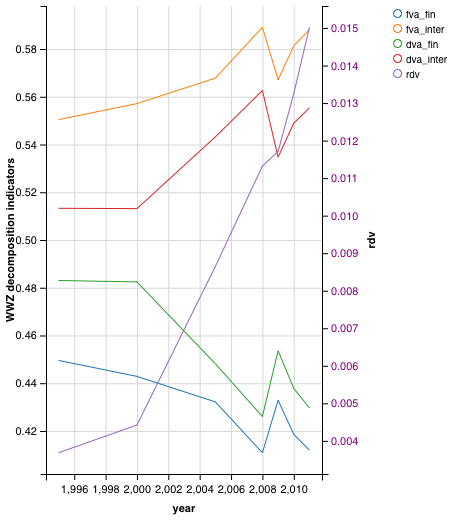 fva_fin
fva_inter
dva_fin
dva_inter
rdv
WWZ decomposition indicators
0.58
0.56
0.54
0.52
0.50
0.48
0.46
0.44
0.42
0.015
0.014
0.013
0.012
0.011
0.010
0.009
0.008
0.007
0.006
0.005
0.004
rdv
1,996 1,998 2,000 2,002 2,004 2,006 2,008 2,010
year